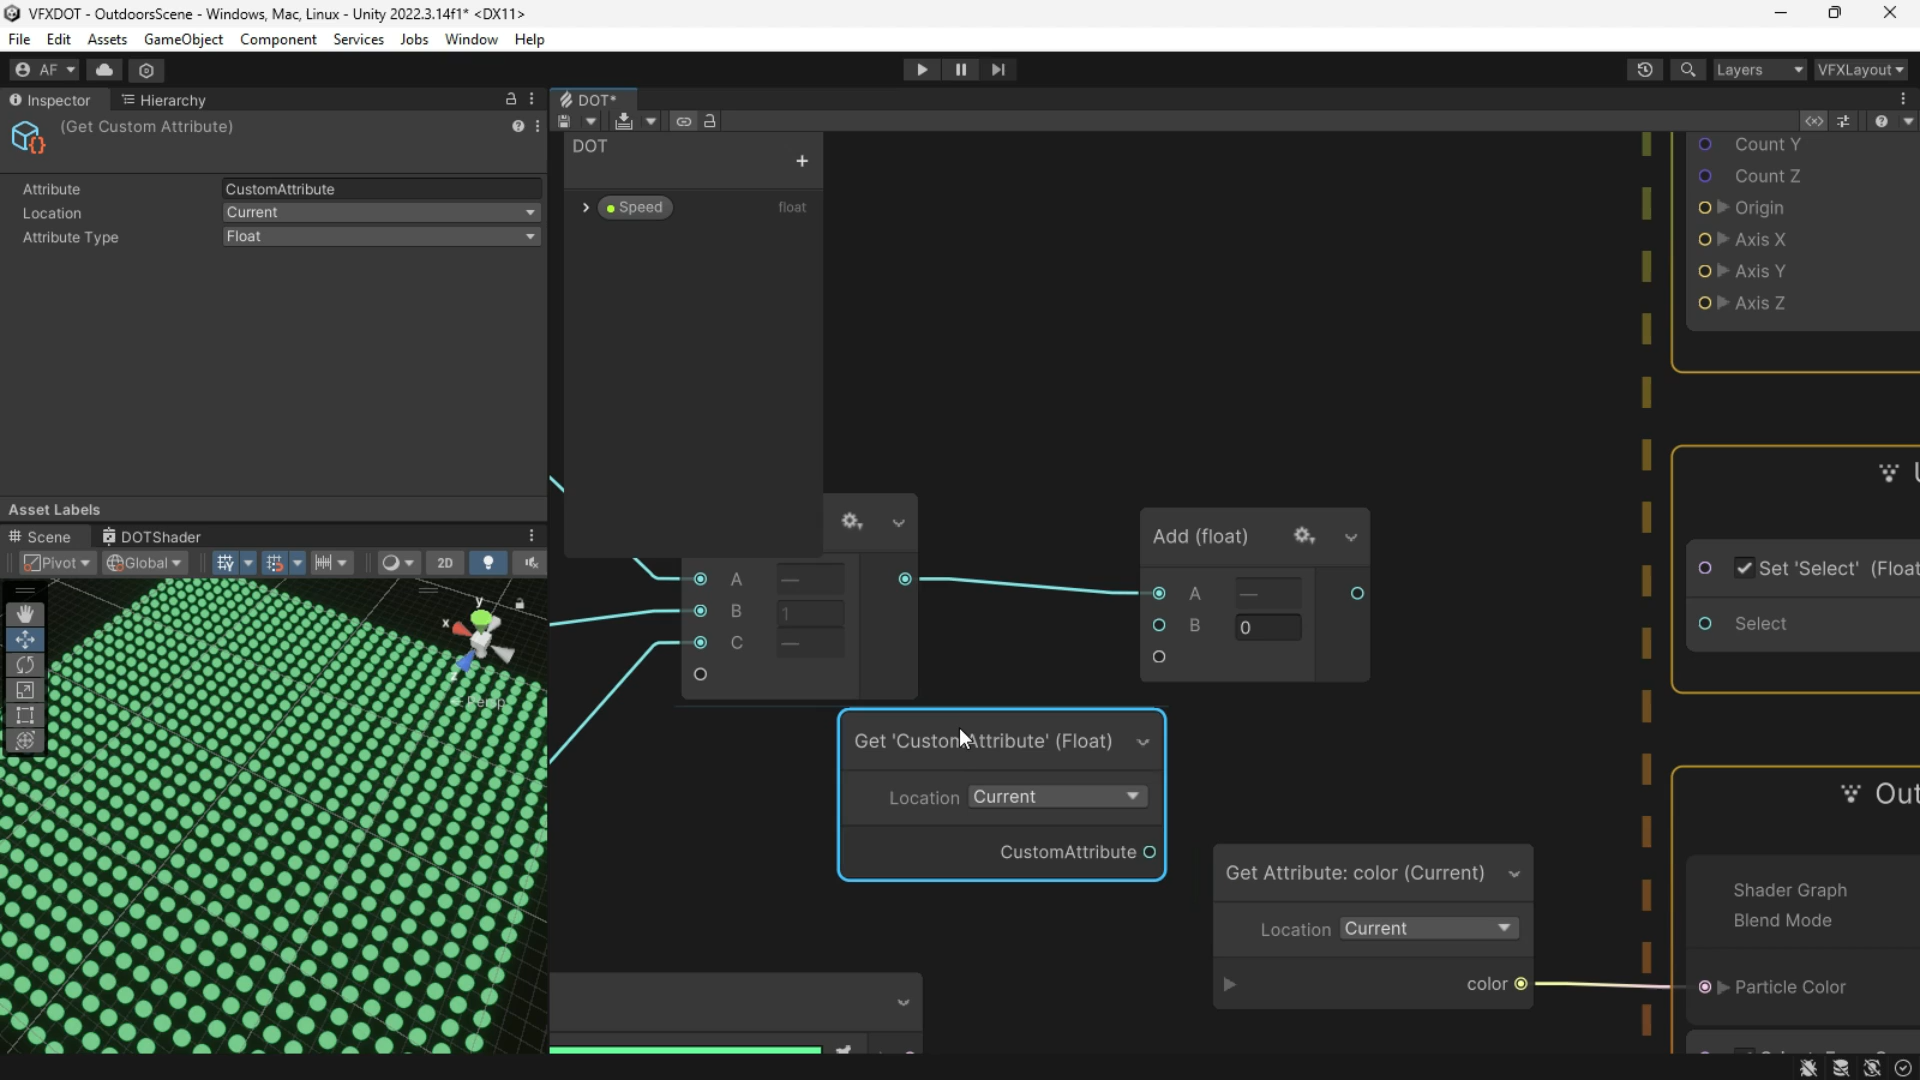 VFXDOT - OutdoorsScene - Windows, Mac, Linux - Unity 2022.3.14f1* <DX11>
File Edit Assets GameObject Component Services Jobs Window Help
AF
Layers VFXLayout
Inspector Hierarchy
(Get Custom Attribute)
Attribute CustomAttribute
Location Current
Attribute Type Float
Asset Labels
Scene DOTShader
Pivot Global 2D
y
x
z
Persp
DOT*
DOT
+
Speed float
A —
B 1
C —
Add (float)
A —
B 0
Get 'CustomAttribute' (Float)
Location Current
CustomAttribute
Get Attribute: color (Current)
Location Current
color
Count Y
Count Z
Origin
Axis X
Axis Y
Axis Z
Set 'Select' (Float
Select
Out
Shader Graph
Blend Mode
Particle Color